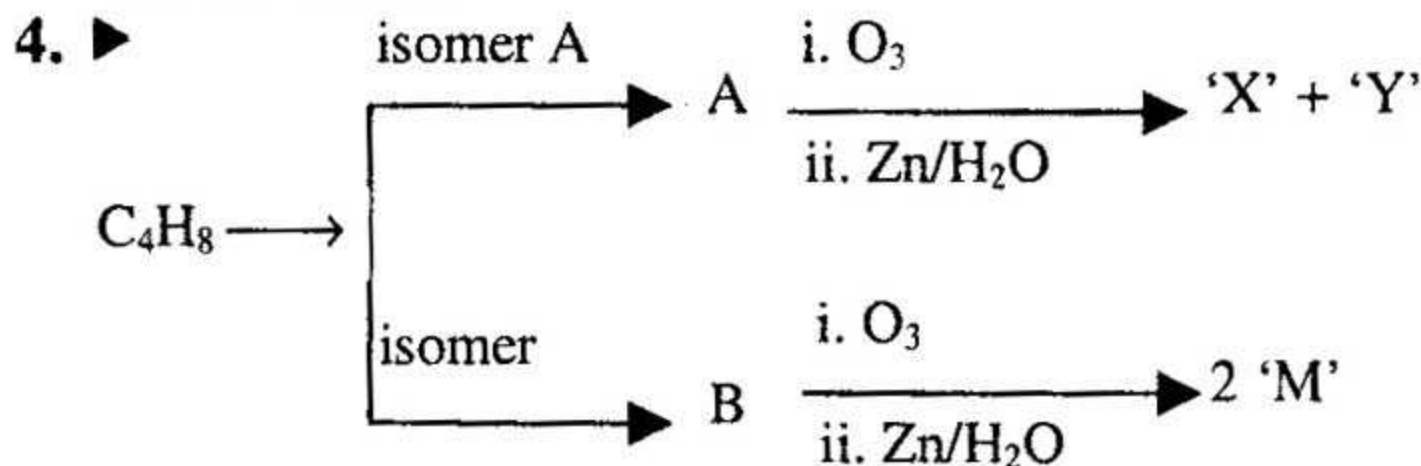 4. ▶
isomer A
i. O₃
A
'X' + 'Y'
ii. Zn/H₂O
C₄H₈
isomer
i. O₃
B
2 'M'
ii. Zn/H₂O